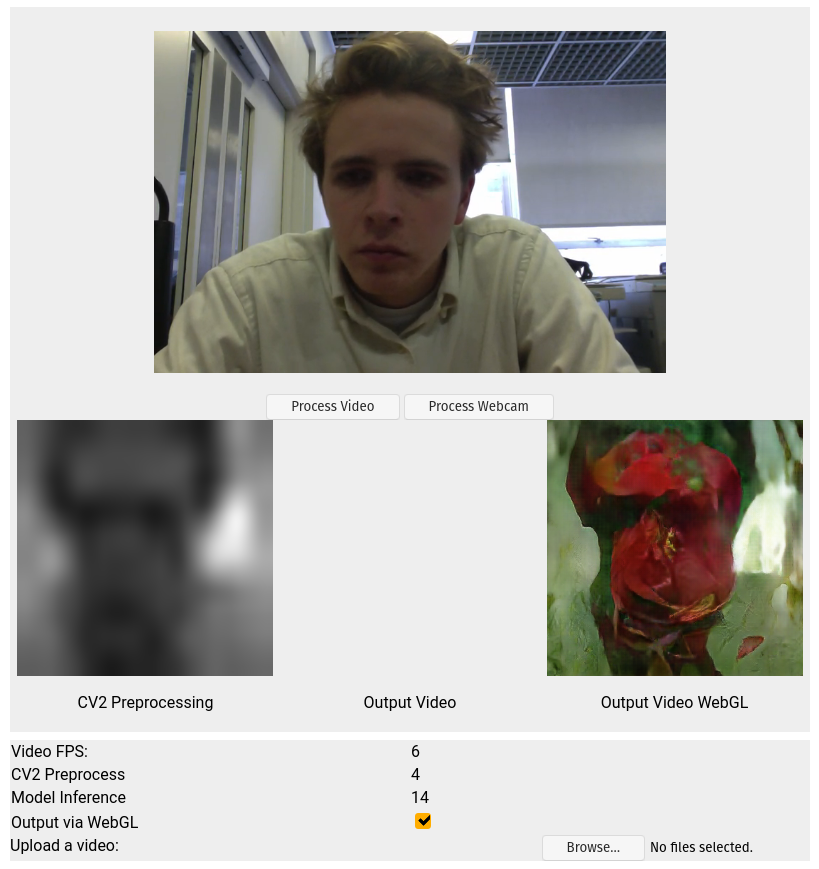 Process Video Process Webcam
CV2 Preprocessing Output Video Output Video WebGL
Video FPS: 6
CV2 Preprocess 4
Model Inference 14
Output via WebGL
Upload a video: Browse... No files selected.